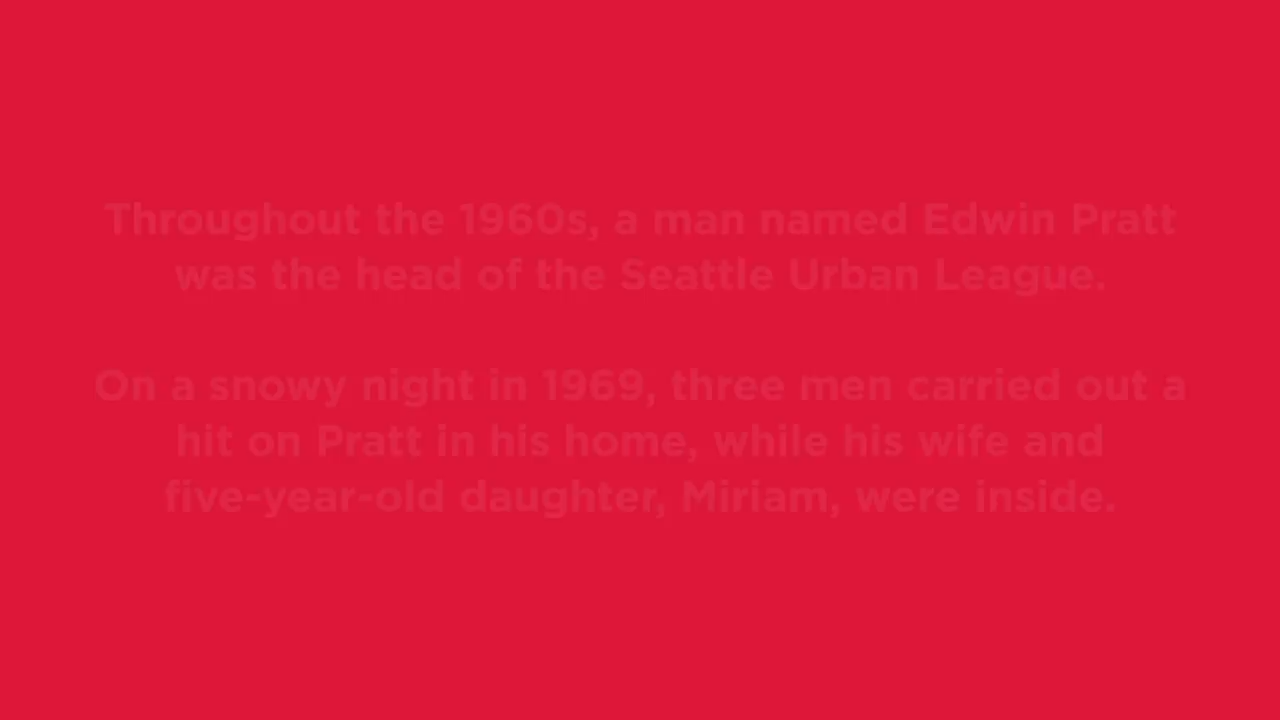 Throughout the 1960s, a man named Edwin Pratt
was the head of the Seattle Urban League.
On a snowy night in 1969, three men carried out a
hit on Pratt in his home, while his wife and
five-year-old daughter, Miriam, were inside.